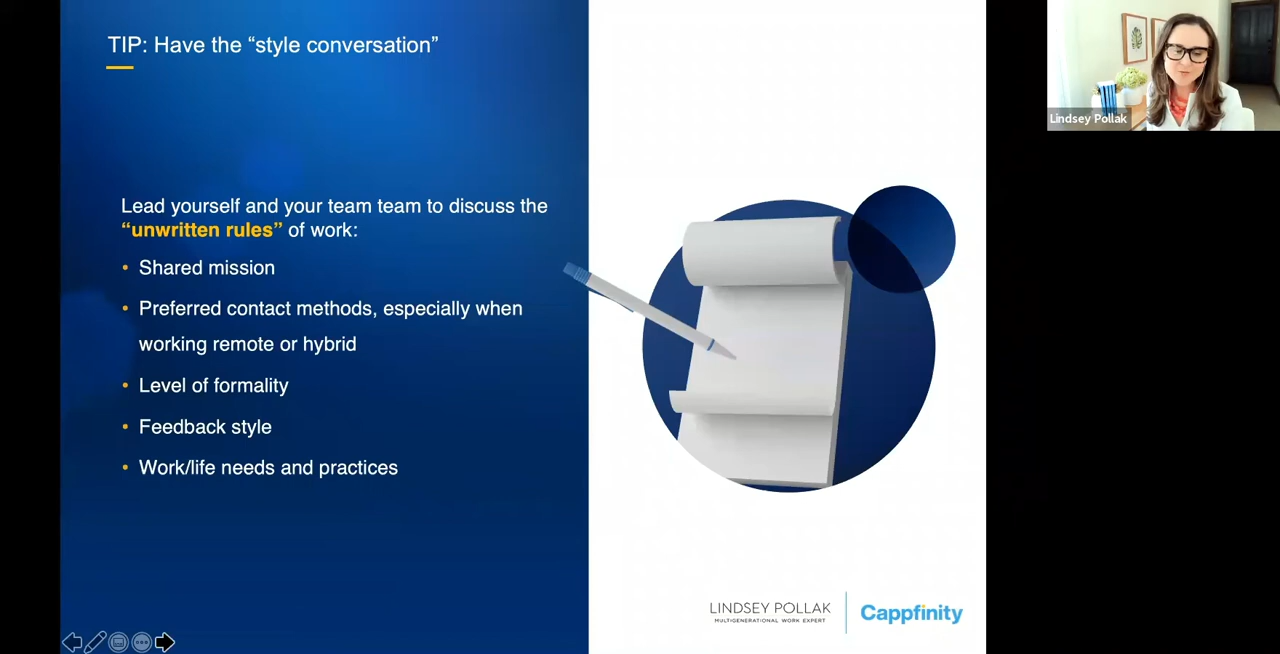 TIP: Have the “style conversation”
Lindsey Pollak
Lead yourself and your team team to discuss the
“unwritten rules” of work:
• Shared mission
• Preferred contact methods, especially when
working remote or hybrid
• Level of formality
• Feedback style
• Work/life needs and practices
LINDSEY POLLAK
MULTIGENERATIONAL WORK EXPERT
Cappfinity